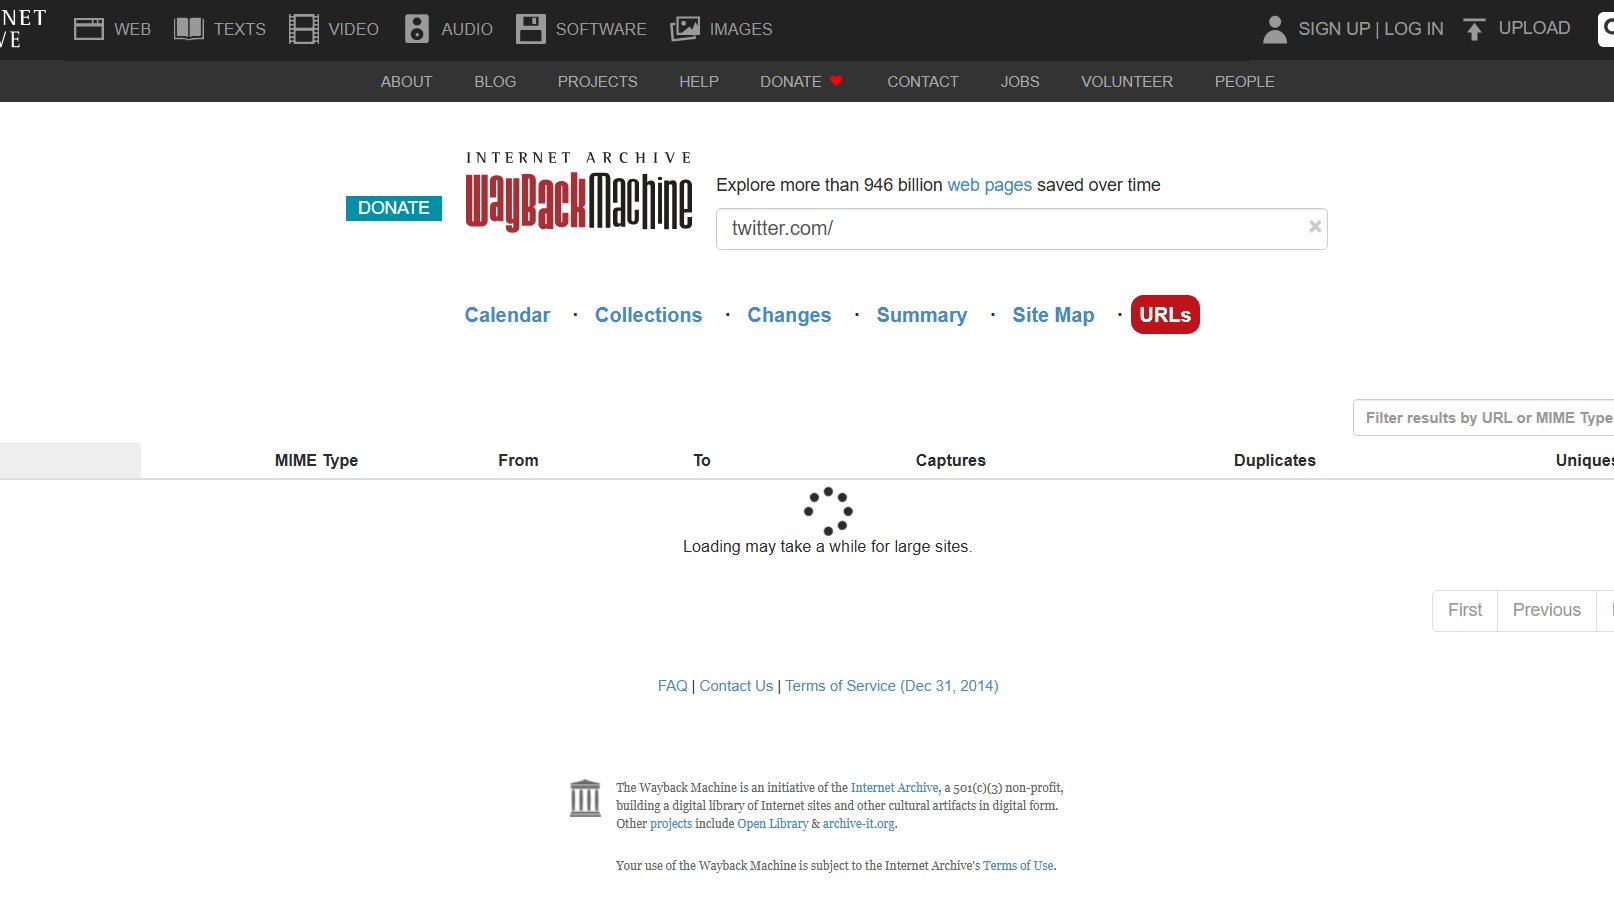 NET
VE
WEB TEXTS VIDEO AUDIO SOFTWARE IMAGES SIGN UP | LOG IN UPLOAD
ABOUT BLOG PROJECTS HELP DONATE CONTACT JOBS VOLUNTEER PEOPLE
DONATE
INTERNET ARCHIVE
WayBackMachine
Explore more than 946 billion web pages saved over time
twitter.com/ ×
Calendar · Collections · Changes · Summary · Site Map · URLs
Filter results by URL or MIME Type
MIME Type From To Captures Duplicates Uniques
Loading may take a while for large sites.
First Previous
FAQ | Contact Us | Terms of Service (Dec 31, 2014)
The Wayback Machine is an initiative of the Internet Archive, a 501(c)(3) non-profit,
building a digital library of Internet sites and other cultural artifacts in digital form.
Other projects include Open Library & archive-it.org.
Your use of the Wayback Machine is subject to the Internet Archive's Terms of Use.